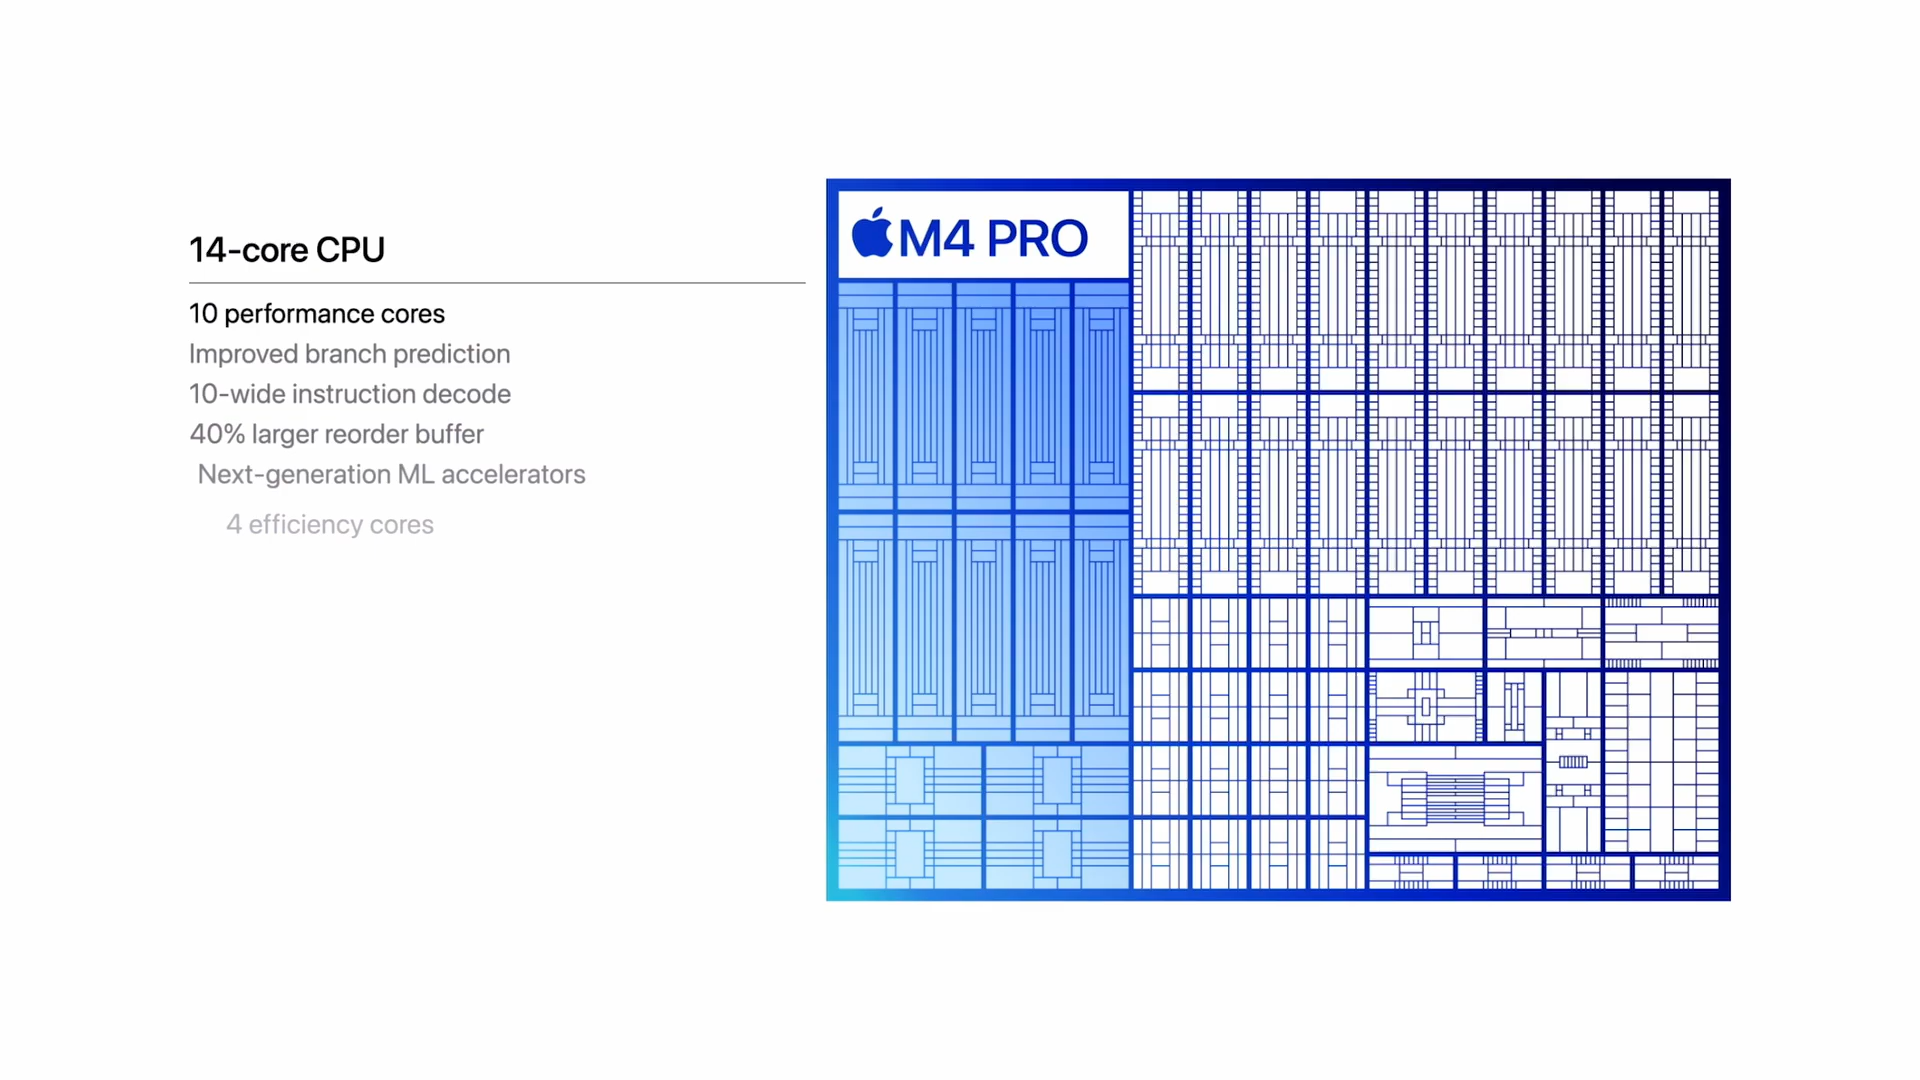 14-core CPU
10 performance cores
Improved branch prediction
10-wide instruction decode
40% larger reorder buffer
Next-generation ML accelerators
4 efficiency cores
M4 PRO